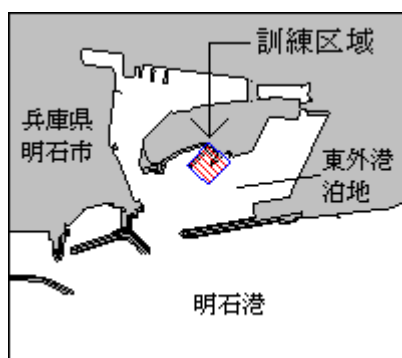 訓練区域
兵庫県
明石市
東外港
泊地
明石港